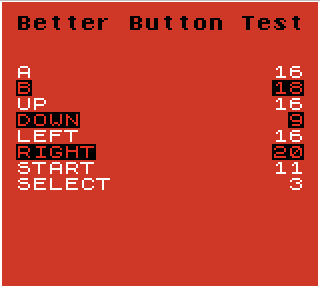 Better Button Test
A 16
B 18
UP 16
DOWN 9
LEFT 16
RIGHT 20
START 11
SELECT 3